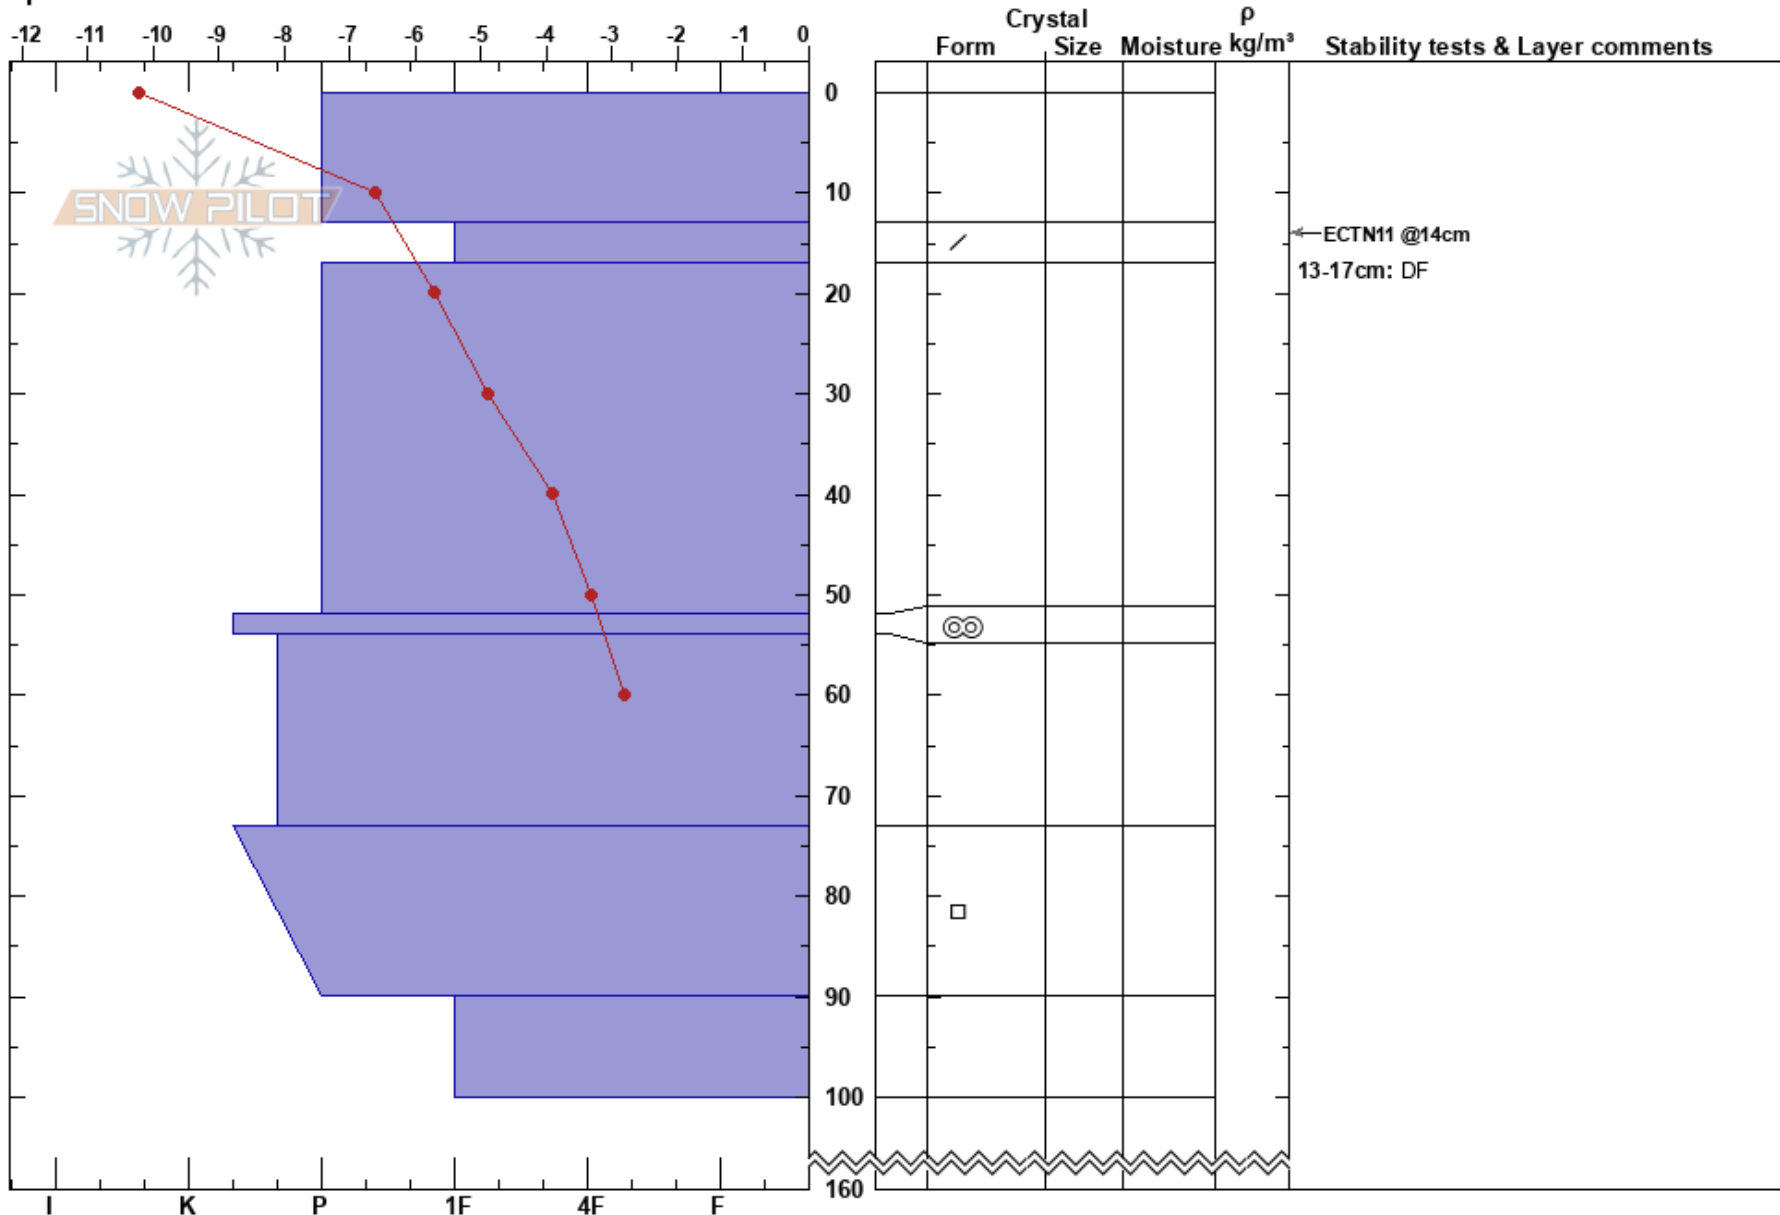 Crystal ρ
-12 -11 -10 -9 -8 -7 -6 -5 -4 -3 -2 -1 0 Form Size Moisture kg/m³ Stability tests & Layer comments
0
SNOW PILOT
10
ECTN11 @14cm
13-17cm: DF
20
30
40
50
60
70
80
90
100
160
I K P 1F 4F F